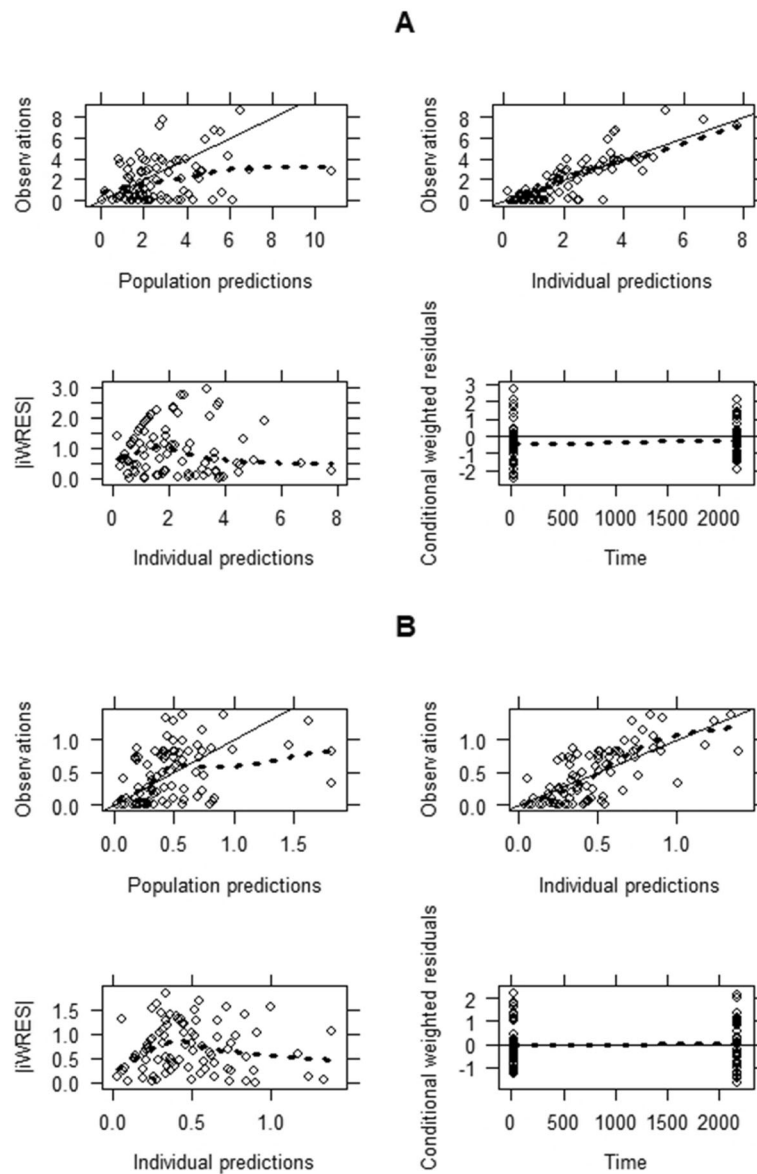 A
Observations
8
6
4
2
0
0 2 4 6 8 10
Population predictions
Observations
8
6
4
2
0
0 2 4 6 8
Individual predictions
|iWRES|
3.0
2.0
1.0
0.0
0 2 4 6 8
Individual predictions
Conditional weighted residuals
3
2
1
0
-1
-2
0 500 1000 1500 2000
Time
B
Observations
1.0
0.5
0.0
0.0 0.5 1.0 1.5
Population predictions
Observations
1.0
0.5
0.0
0.0 0.5 1.0
Individual predictions
|iWRES|
1.5
1.0
0.5
0.0
0.0 0.5 1.0
Individual predictions
Conditional weighted residuals
2
1
0
-1
0 500 1000 1500 2000
Time